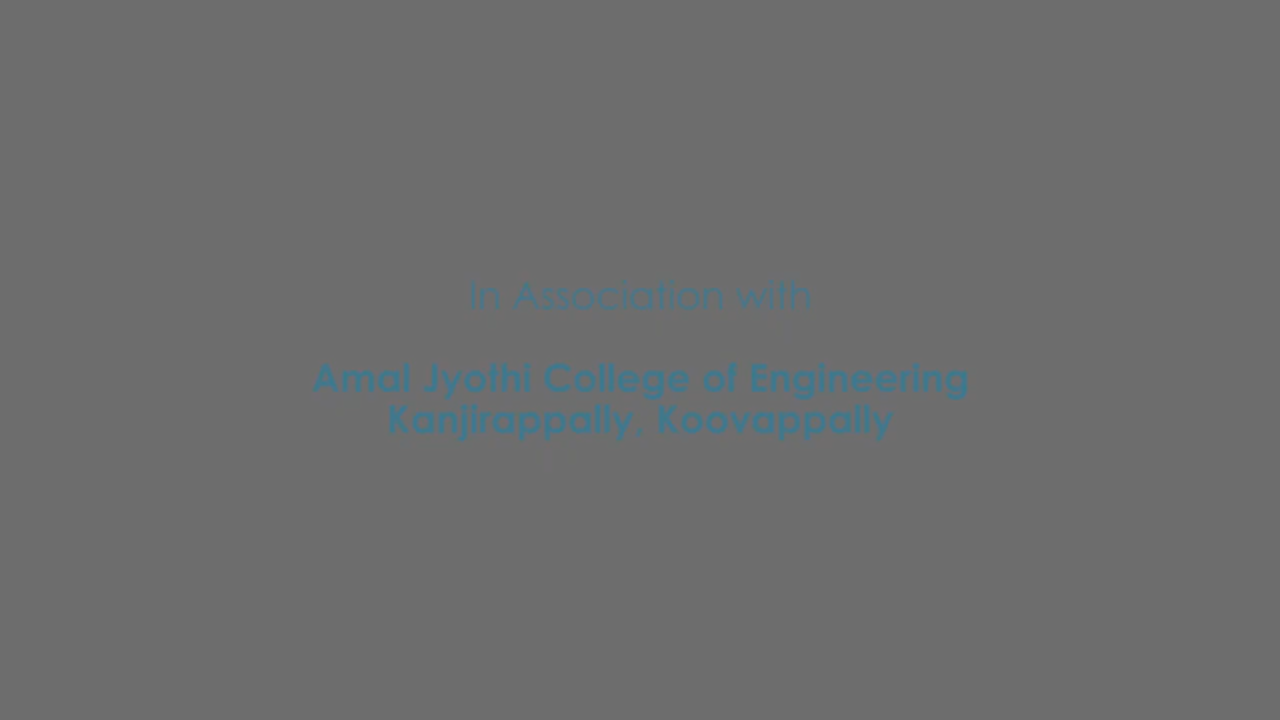 In Association with
Amal Jyothi College of Engineering
Kanjirappally, Koovappally